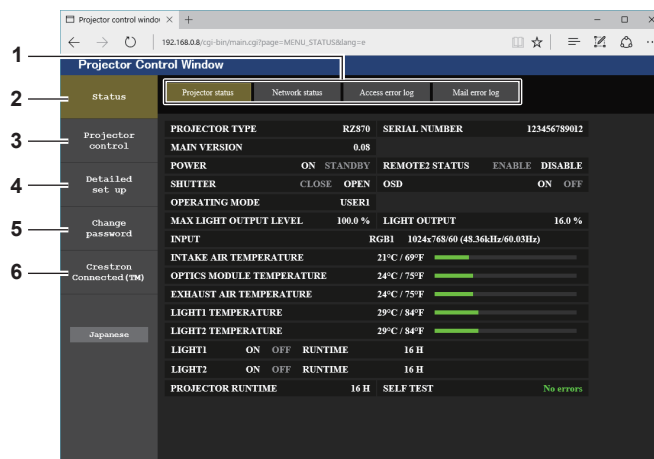 Projector control window
192.168.0.8/cgi-bin/main.cgi?page=MENU_STATUS&lang=e
1
Projector Control Window
2
Status
Projector status
Network status
Access error log
Mail error log
3
Projector
control
4
Detailed
set up
5
Change
password
6
Crestron
Connected(TM)
Japanese
PROJECTOR TYPE RZ870 SERIAL NUMBER 123456789012
MAIN VERSION 0.08
POWER ON STANDBY REMOTE2 STATUS ENABLE DISABLE
SHUTTER CLOSE OPEN OSD ON OFF
OPERATING MODE USER1
MAX LIGHT OUTPUT LEVEL 100.0 % LIGHT OUTPUT 16.0 %
INPUT RGB1 1024x768/60 (48.36kHz/60.03Hz)
INTAKE AIR TEMPERATURE 21°C / 69°F
OPTICS MODULE TEMPERATURE 24°C / 75°F
EXHAUST AIR TEMPERATURE 24°C / 75°F
LIGHT1 TEMPERATURE 29°C / 84°F
LIGHT2 TEMPERATURE 29°C / 84°F
LIGHT1 ON OFF RUNTIME 16 H
LIGHT2 ON OFF RUNTIME 16 H
PROJECTOR RUNTIME 16 H SELF TEST No errors